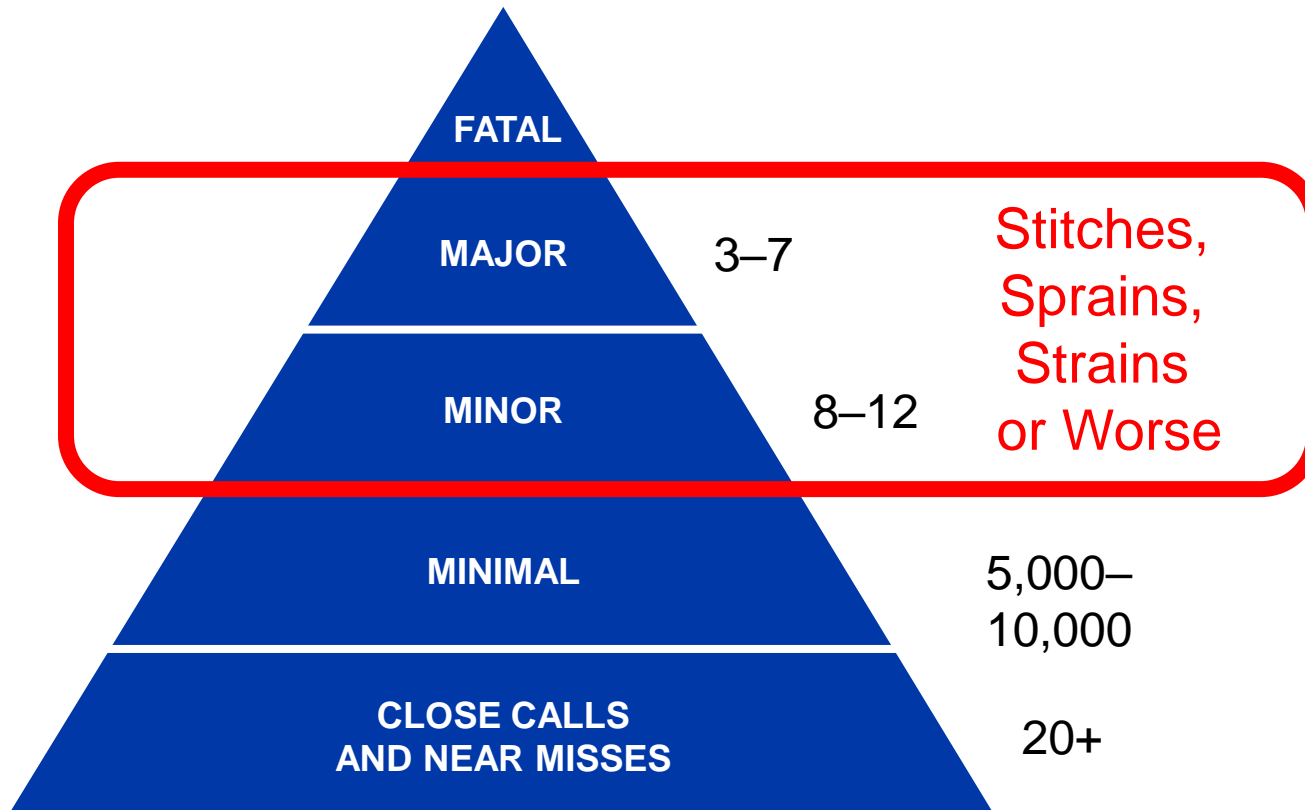 FATAL
MAJOR
3–7
Stitches,
Sprains,
Strains
or Worse
MINOR
8–12
MINIMAL
5,000–
10,000
CLOSE CALLS
AND NEAR MISSES
20+